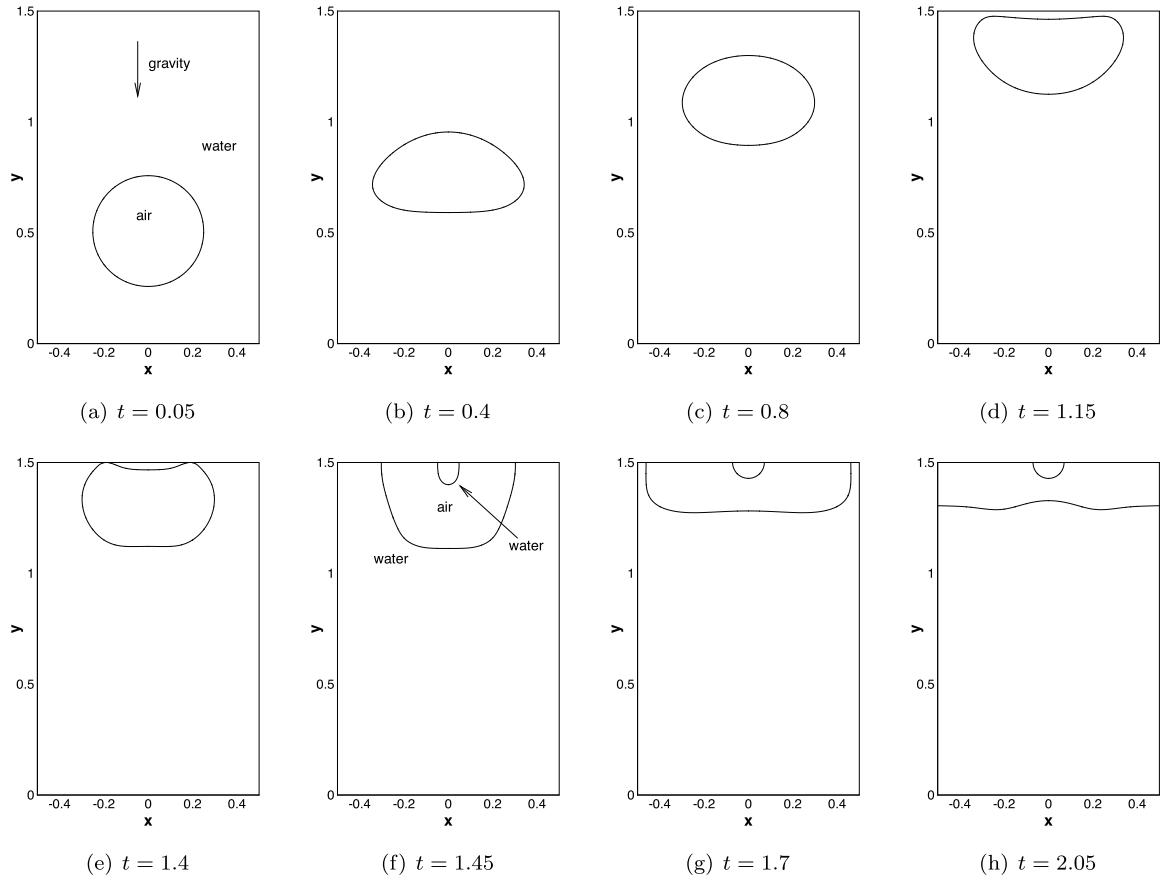 1.5 1.5 1.5 1.5
gravity
1 1 1 1
water
y y y y
air
0.5 0.5 0.5 0.5
0 0 0 0
-0.4 -0.2 0 0.2 0.4 -0.4 -0.2 0 0.2 0.4 -0.4 -0.2 0 0.2 0.4 -0.4 -0.2 0 0.2 0.4
x x x x
(a) t = 0.05 (b) t = 0.4 (c) t = 0.8 (d) t = 1.15
1.5 1.5 1.5 1.5
air
water
water
1 1 1 1
y y y y
0.5 0.5 0.5 0.5
0 0 0 0
-0.4 -0.2 0 0.2 0.4 -0.4 -0.2 0 0.2 0.4 -0.4 -0.2 0 0.2 0.4 -0.4 -0.2 0 0.2 0.4
x x x x
(e) t = 1.4 (f) t = 1.45 (g) t = 1.7 (h) t = 2.05